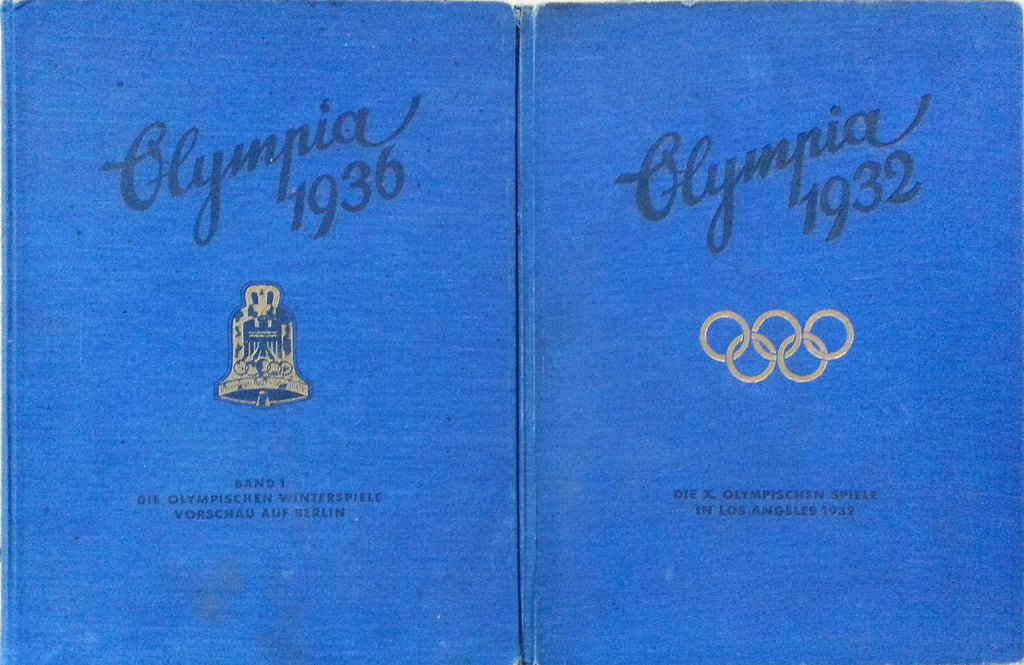 Olympia
1936
BAND 1
DIE OLYMPISCHEN WINTERSPIELE
VORSCHAU AUF BERLIN
Olympia
1932
DIE X. OLYMPISCHEN SPIELE
IN LOS ANGELES 1932